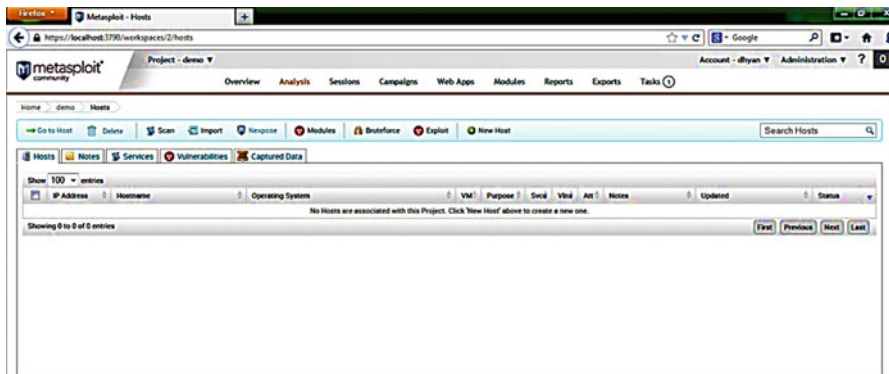 Firefox
Metasploit - Hosts
https://localhost:3790/workspaces/2/hosts
Google
metasploit
community
Project - demo
Account - dhyan
Administration
?
0
Overview
Analysis
Sessions
Campaigns
Web Apps
Modules
Reports
Exports
Tasks 1
Home
demo
Hosts
Go to Host
Delete
Scan
Import
Nexpose
Modules
Bruteforce
Exploit
New Host
Search Hosts
Hosts
Notes
Services
Vulnerabilities
Captured Data
Show 100 entries
IP Address
Hostname
Operating System
VM
Purpose
Svcs
Vlns
Att
Notes
Updated
Status
No Hosts are associated with this Project. Click 'New Host' above to create a new one.
Showing 0 to 0 of 0 entries
First
Previous
Next
Last